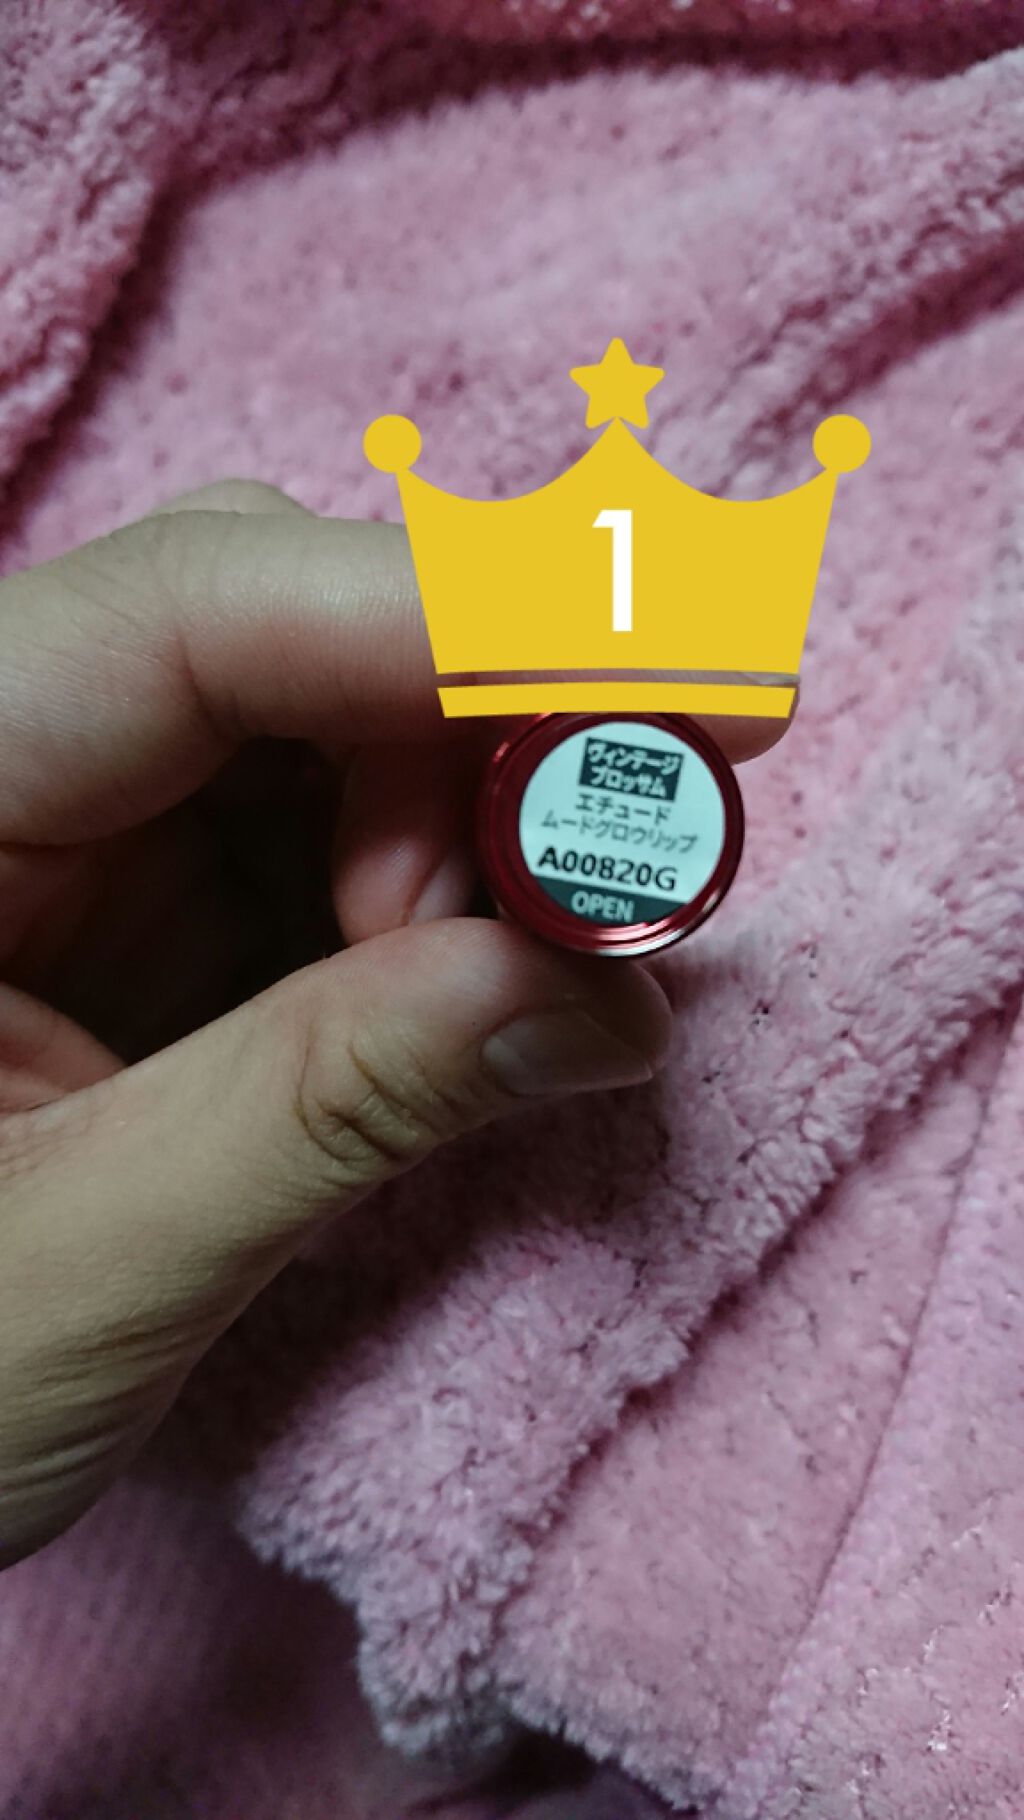 1
ヴィンテージ
ブロッサム
エチュード
ムードグロウリップ
A00820G
OPEN